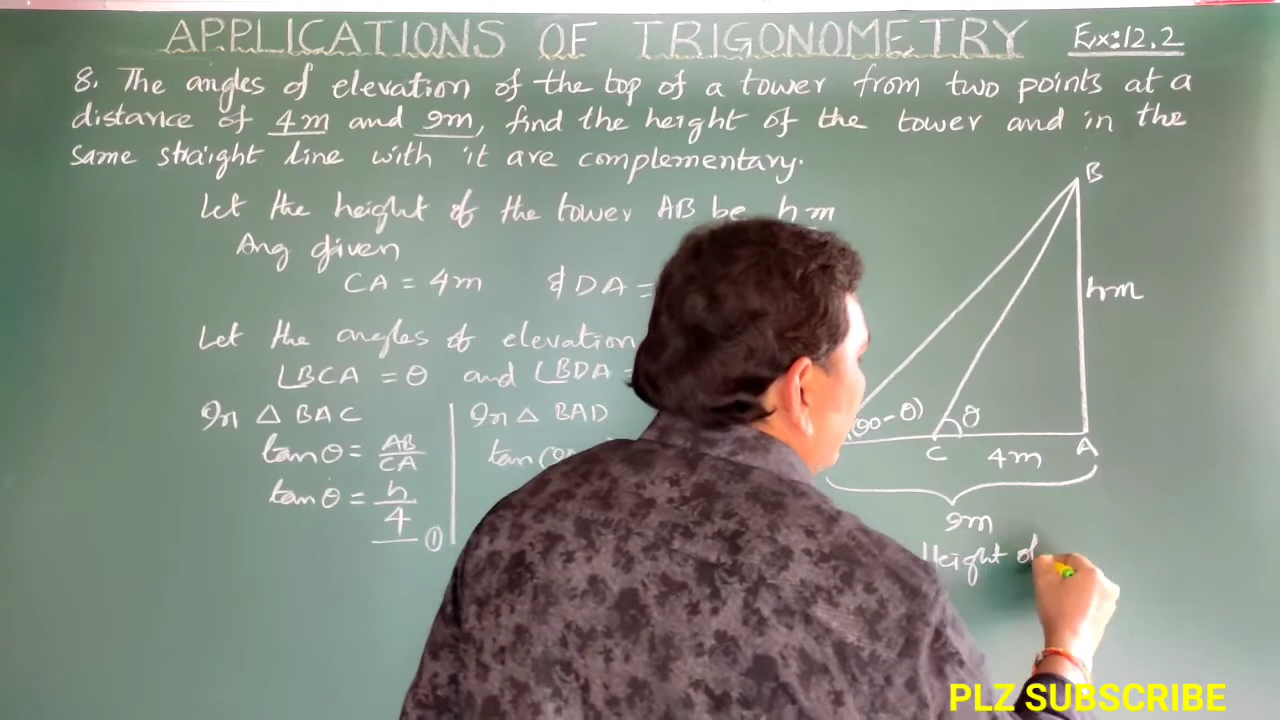 APPLICATIONS OF TRIGONOMETRY Ex:12.2
8. The angles of elevation of the top of a tower from two points at a
distance of 4m and 9m, find the height of the tower and in the
same straight line with it are complementary.
Let the height of the tower AB be h m
Ang given
CA = 4m & DA =
Let the angles of elevation
∠BCA = θ and ∠BDA =
In △ BAC
tanθ = AB/CA
tanθ = h/4 ①
In △ BAD
tan(90
B
hm
(90-θ)
θ
C
4m
A
9m
Height of
PLZ SUBSCRIBE